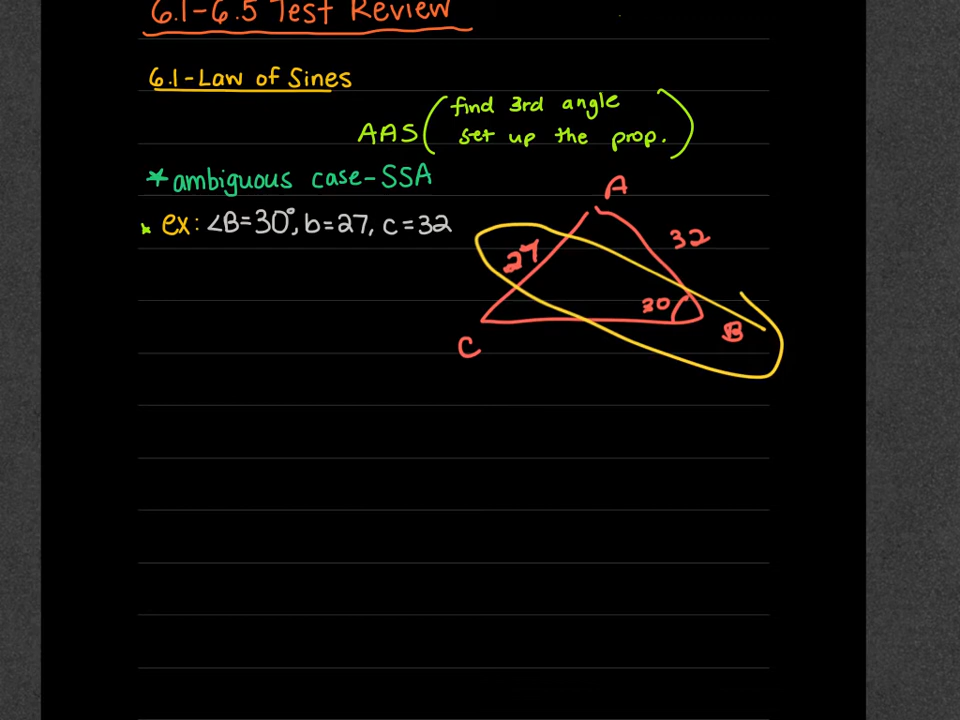 6.1-6.5 Test Review
6.1-Law of Sines
AAS (find 3rd angle
set up the prop.)
*ambiguous case-SSA
ex: ∠B=30°, b=27, c=32
A
27
32
30
B
C